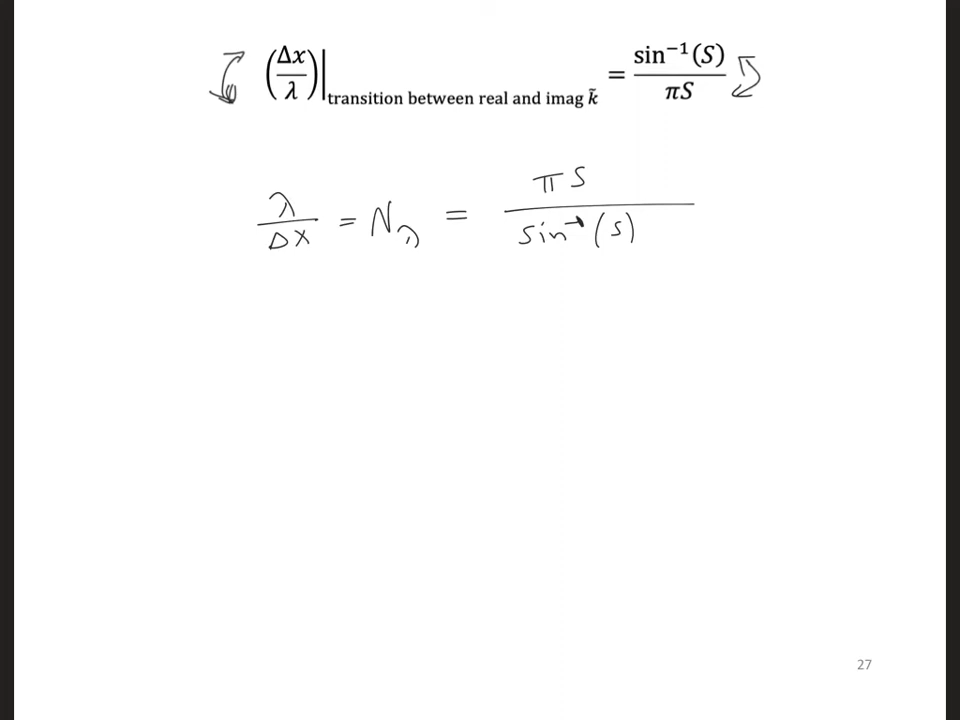 (Δx/λ)|transition between real and imag k̃ = sin⁻¹(S)/πS
λ/Δx = N_λ = πS/sin⁻¹(S)
27